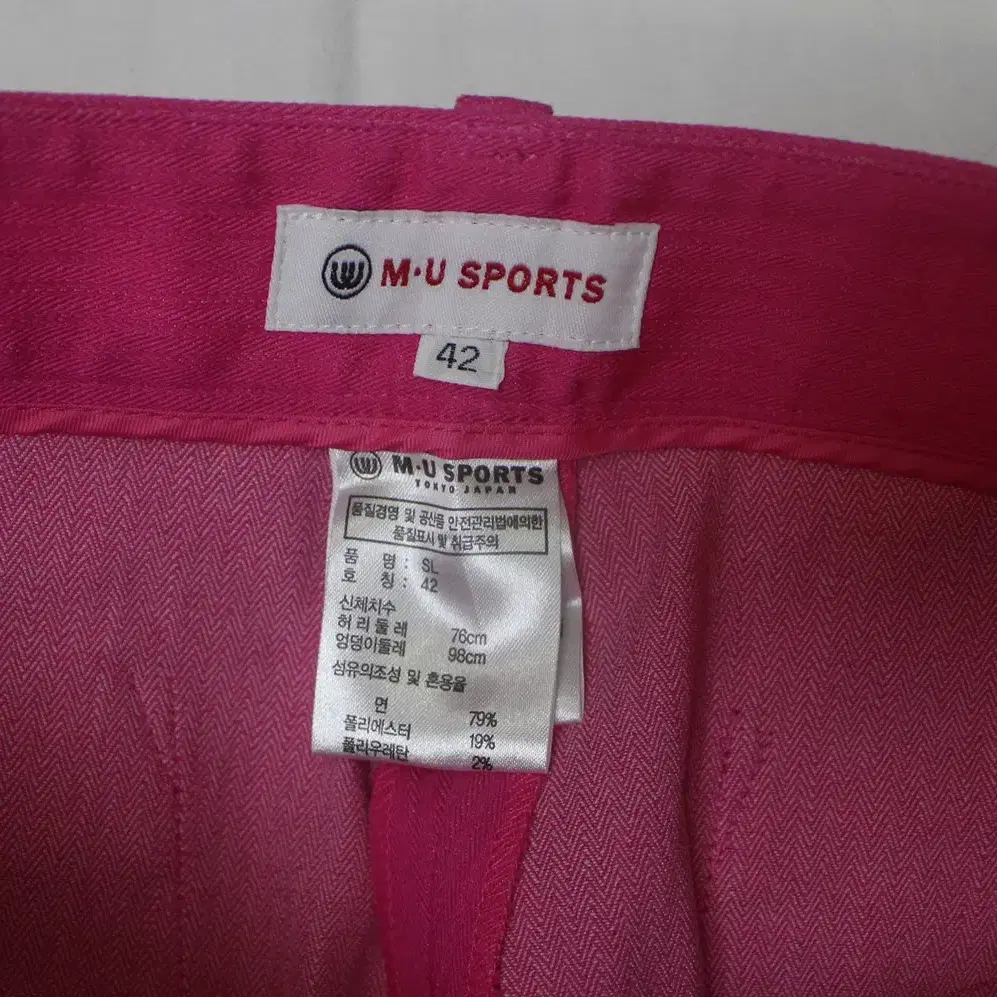 M·U SPORTS
42
M·U SPORTS
TOKYO JAPAN
품질경영 및 공산품 안전관리법에의한
품질표시 및 취급주의
품 명 : SL
호 칭 : 42
신체치수
허리둘레 76cm
엉덩이둘레 98cm
섬유의조성 및 혼용율
면 79%
폴리에스터 19%
폴리우레탄 2%